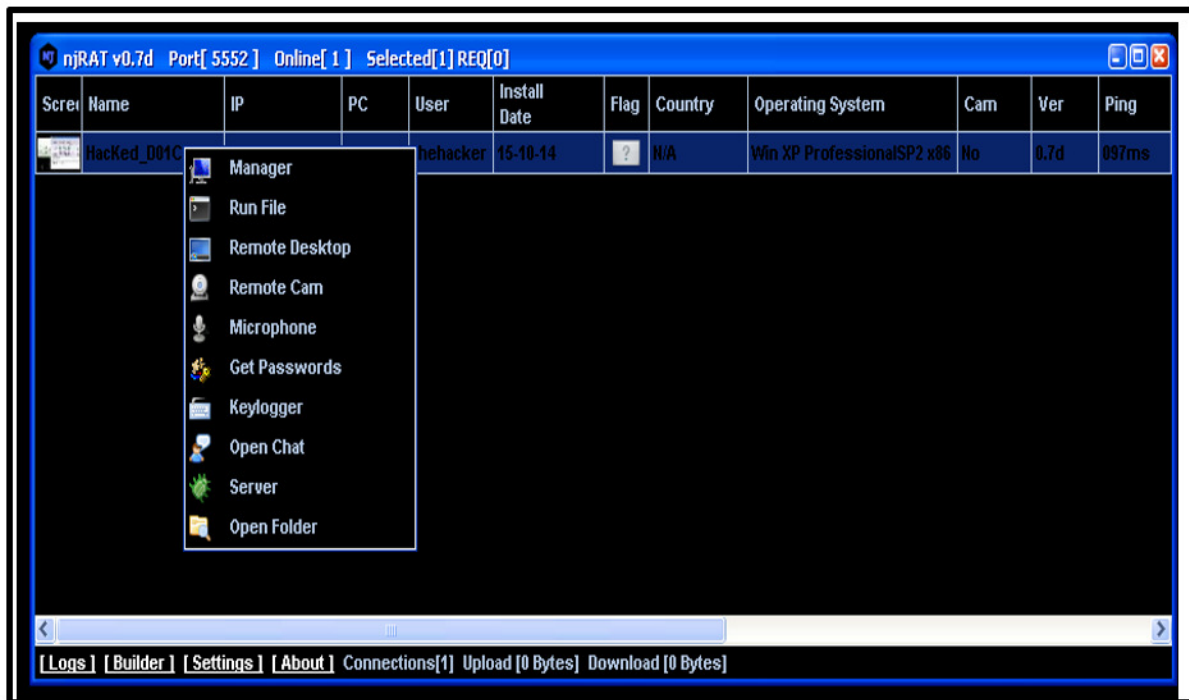 njRAT v0.7d Port[ 5552 ] Online[ 1 ] Selected[1] REQ[0]
Scree Name IP PC User Install Date Flag Country Operating System Cam Ver Ping
HacKed_D01C hehacker 15-10-14 ? N/A Win XP ProfessionalSP2 x86 No 0.7d 097ms
Manager
Run File
Remote Desktop
Remote Cam
Microphone
Get Passwords
Keylogger
Open Chat
Server
Open Folder
[ Logs ] [ Builder ] [ Settings ] [ About ] Connections[1] Upload [0 Bytes] Download [0 Bytes]